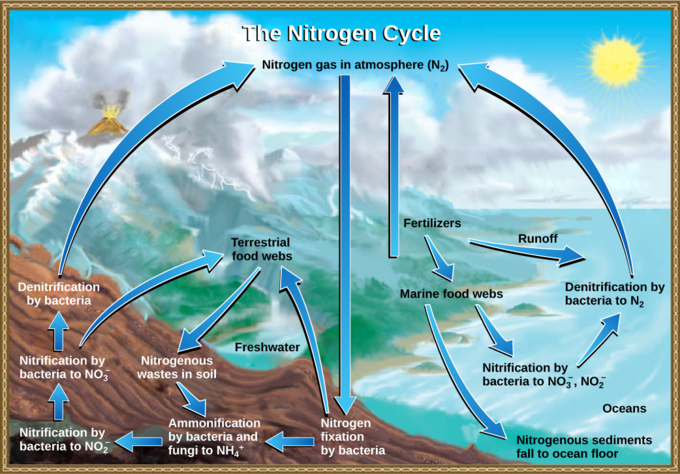 The Nitrogen Cycle
Nitrogen gas in atmosphere (N₂)
Fertilizers
Runoff
Terrestrial
food webs
Denitrification
by bacteria
Marine food webs
Denitrification by
bacteria to N₂
Freshwater
Nitrification by
bacteria to NO₃⁻
Nitrogenous
wastes in soil
Nitrification by
bacteria to NO₃⁻, NO₂⁻
Oceans
Nitrification by
bacteria to NO₂⁻
Ammonification
by bacteria and
fungi to NH₄⁺
Nitrogen
fixation
by bacteria
Nitrogenous sediments
fall to ocean floor